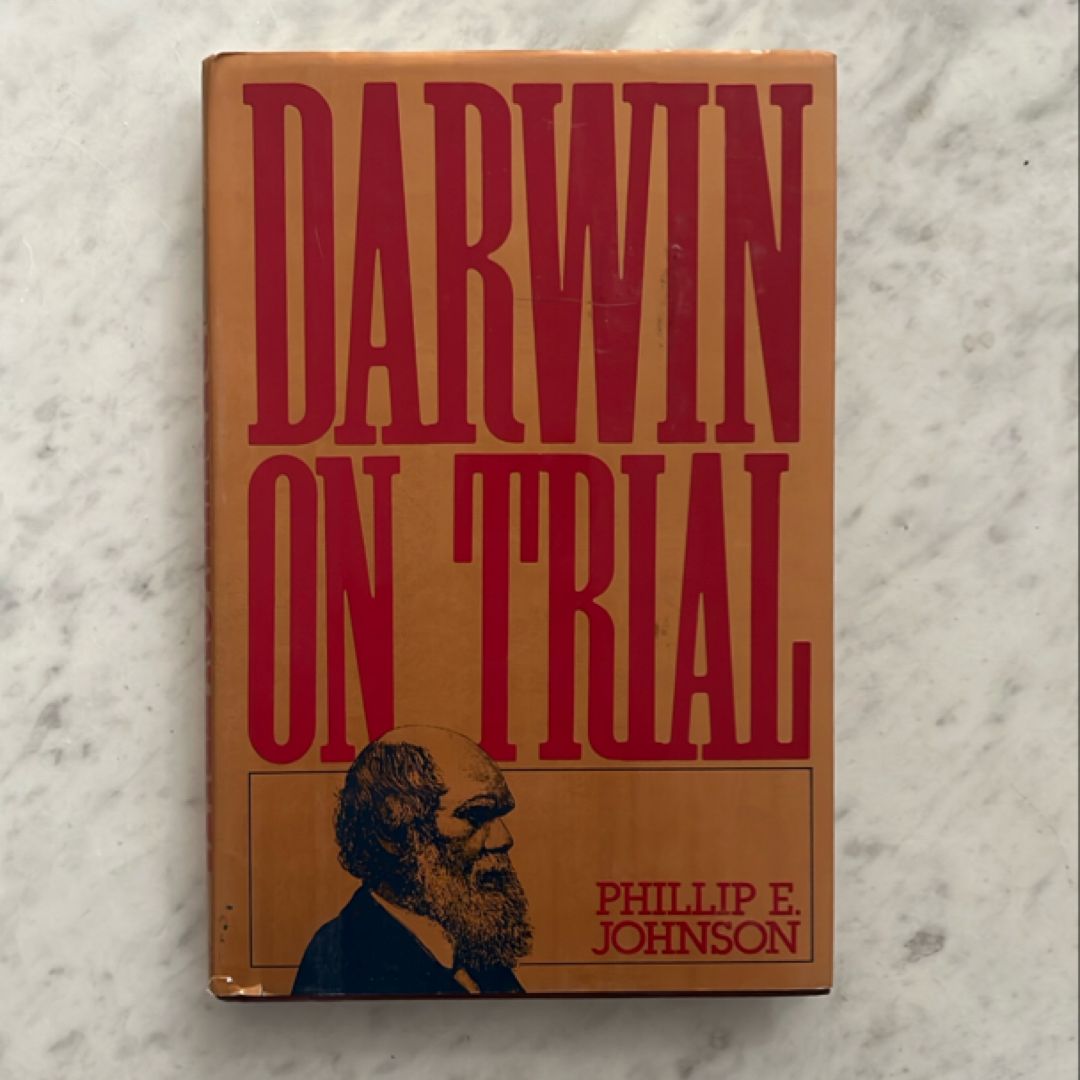 DARWIN
ON TRIAL
PHILLIP E.
JOHNSON